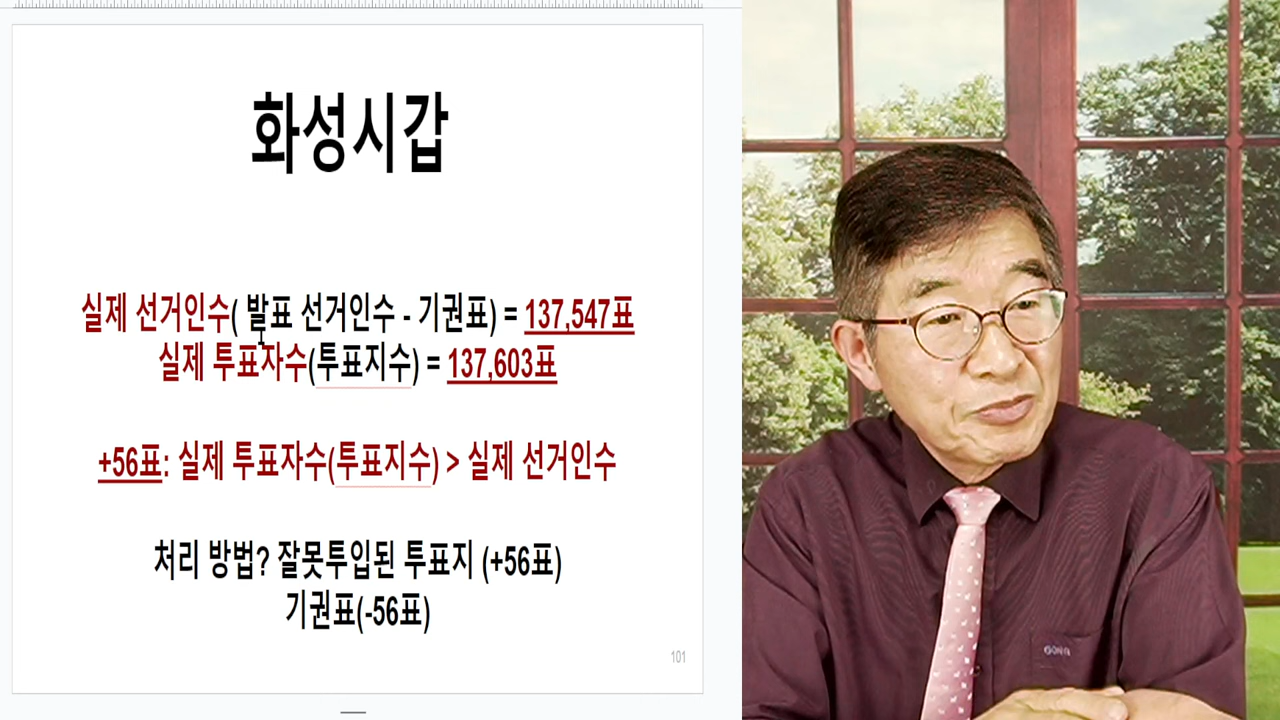 화성시갑
실제 선거인수( 발표 선거인수 - 기권표) = 137,547표
실제 투표자수(투표지수) = 137,603표
+56표: 실제 투표자수(투표지수) > 실제 선거인수
처리 방법? 잘못투입된 투표지 (+56표)
기권표(-56표)
101